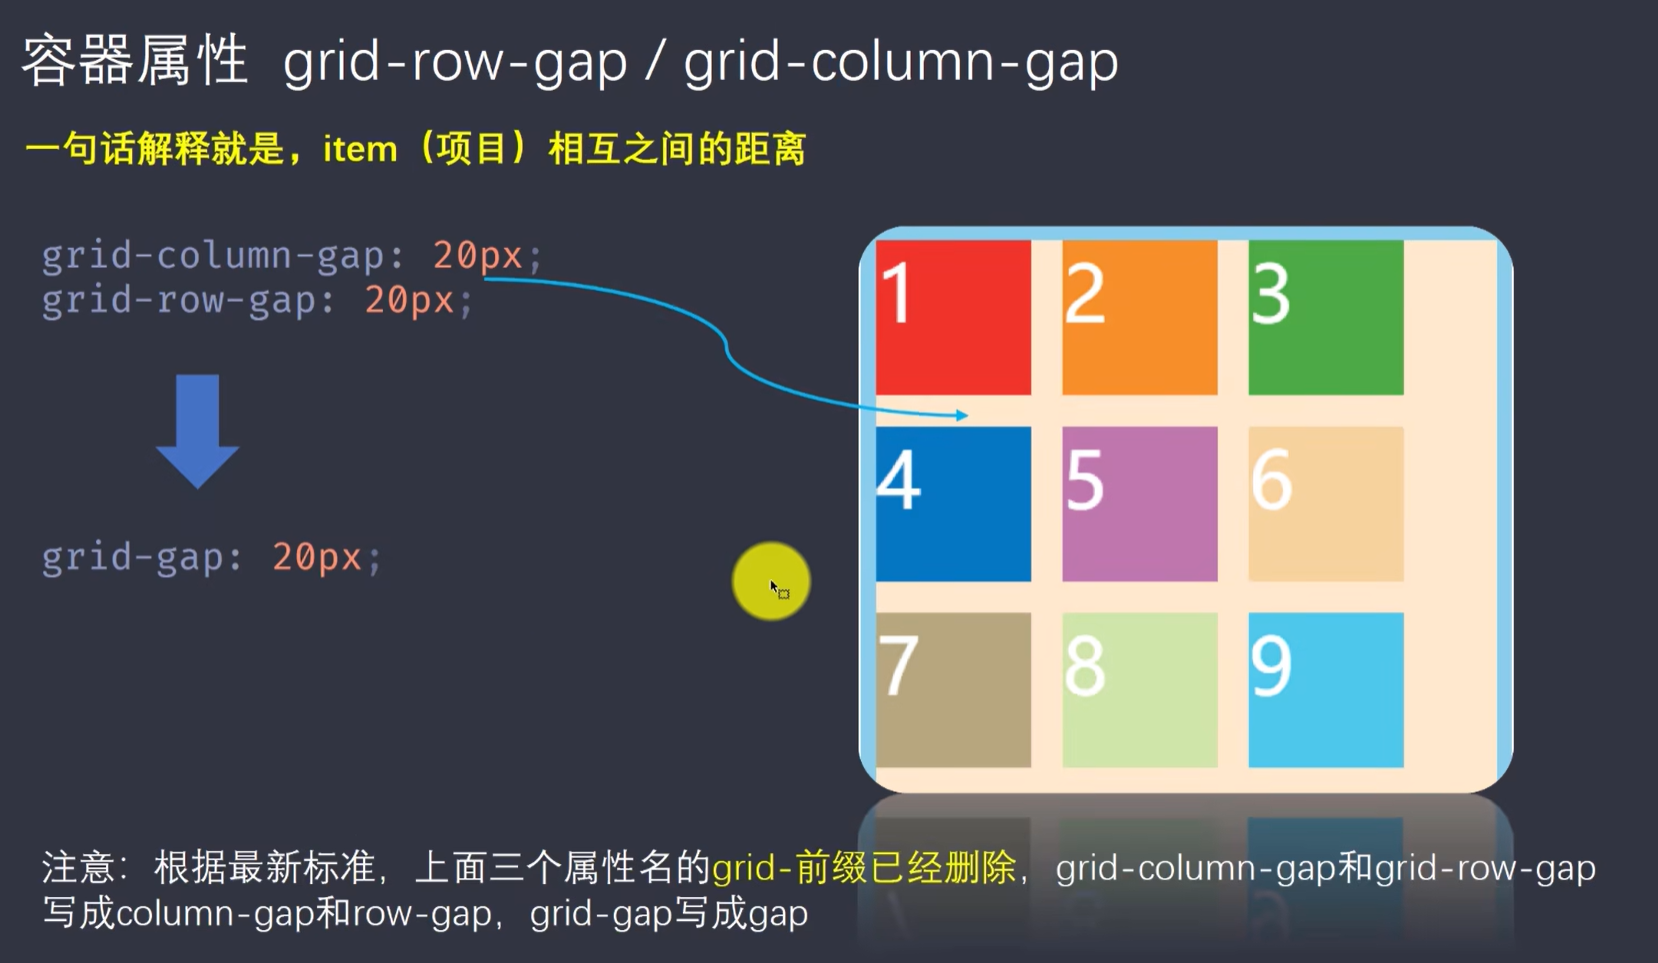 容器属性 grid-row-gap / grid-column-gap
一句话解释就是，item（项目）相互之间的距离
grid-column-gap: 20px;
grid-row-gap: 20px;
grid-gap: 20px;
1 2 3
4 5 6
7 8 9
注意：根据最新标准，上面三个属性名的grid-前缀已经删除，grid-column-gap和grid-row-gap
写成column-gap和row-gap，grid-gap写成gap